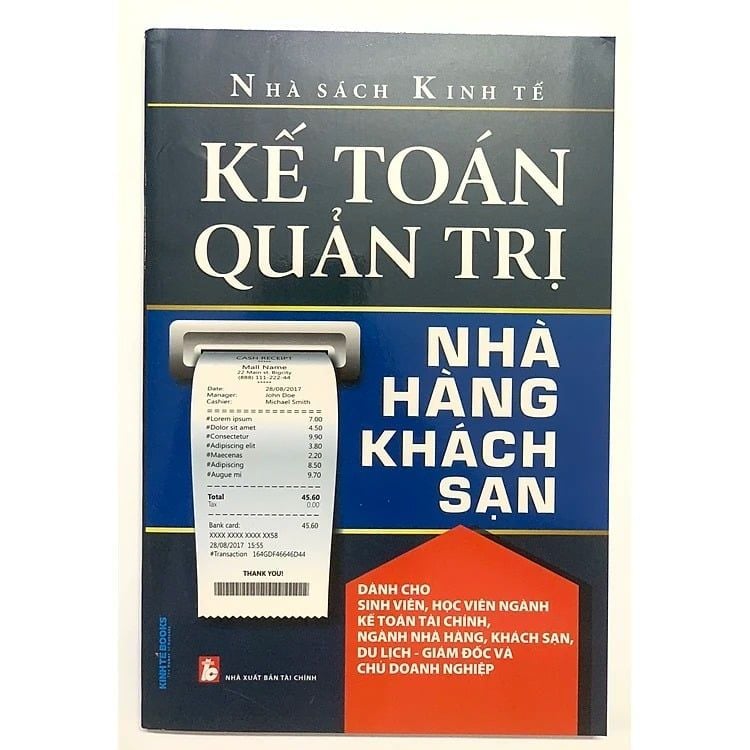 NHÀ SÁCH KINH TẾ
KẾ TOÁN
QUẢN TRỊ
NHÀ
HÀNG
KHÁCH
SẠN
CASH RECEIPT
*****
Mall Name
22 Main st. Bigcity
(888) 111-222-44
*****
Date: 28/08/2017
Manager: John Doe
Cashier: Michael Smith
#Lorem ipsum 7.00
#Dolor sit amet 4.50
#Consectetur 9.90
#Adipiscing elit 3.80
#Maecenas 2.20
#Adipiscing 8.50
#Augue mi 9.70
Total 45.60
Tax 0.00
Bank card: 45.60
XXXX XXXX XXXX XX58
28/08/2017 15:55
#Transaction 164GDF46646D44
THANK YOU!
DÀNH CHO
SINH VIÊN, HỌC VIÊN NGÀNH
KẾ TOÁN TÀI CHÍNH,
NGÀNH NHÀ HÀNG, KHÁCH SẠN,
DU LỊCH - GIÁM ĐỐC VÀ
CHỦ DOANH NGHIỆP
KINH TẾ BOOKS
NHÀ XUẤT BẢN TÀI CHÍNH